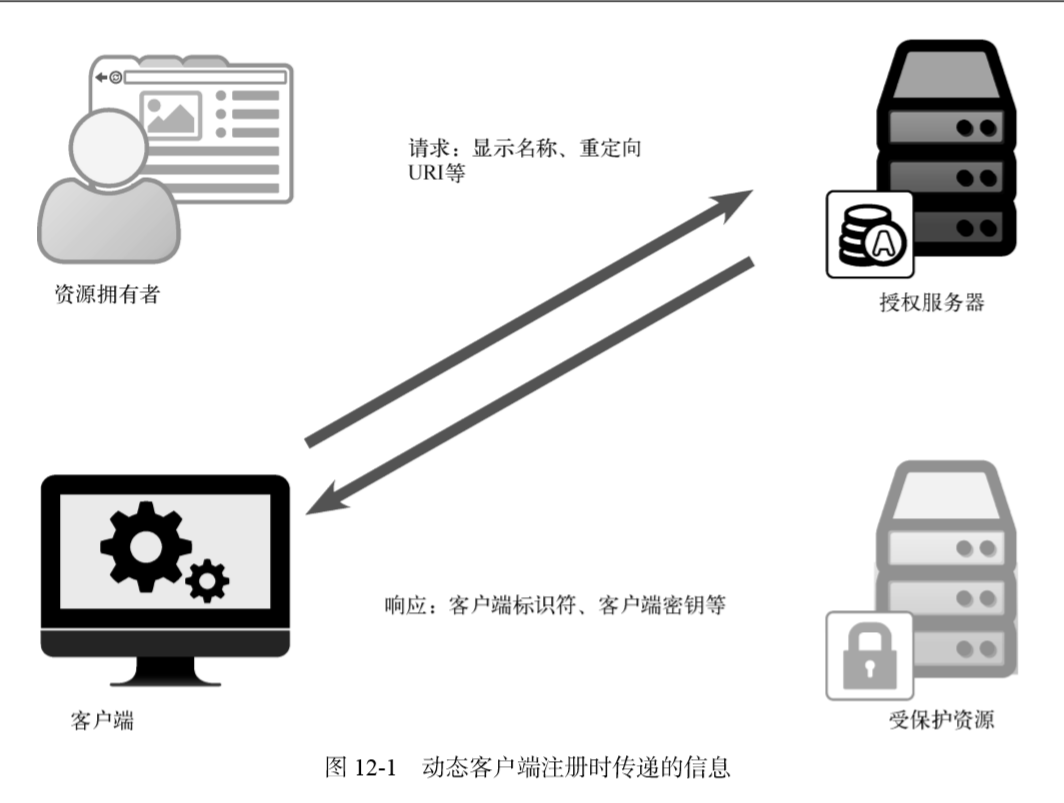 请求：显示名称、重定向
URI等
资源拥有者
授权服务器
A
响应：客户端标识符、客户端密钥等
客户端
受保护资源
图 12-1 动态客户端注册时传递的信息